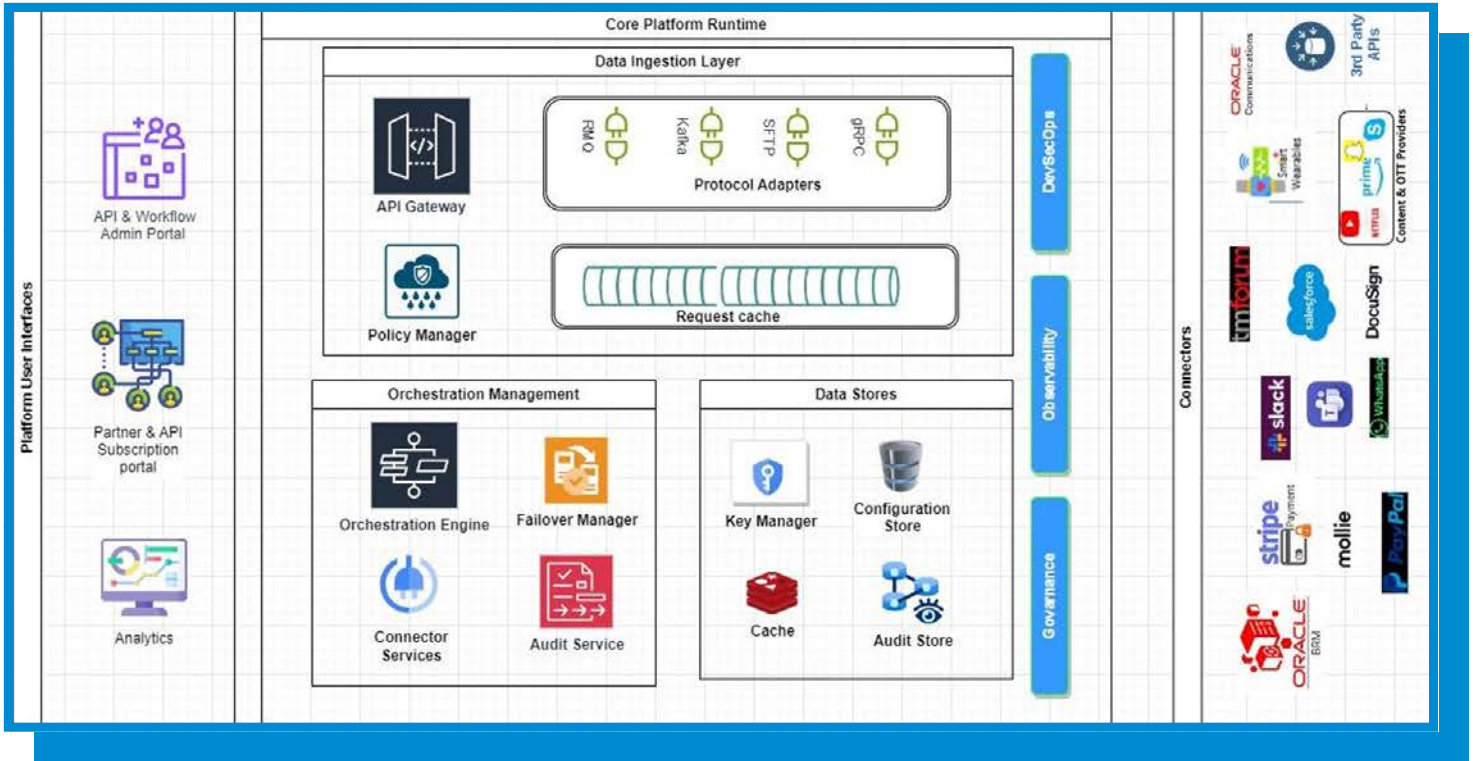 Platform User Interfaces
API & Workflow
Admin Portal
Partner & API
Subscription
portal
Analytics
Core Platform Runtime
Data Ingestion Layer
API Gateway
RMQ
Kafka
SFTP
gRPC
Protocol Adapters
Policy Manager
Request cache
Orchestration Management
Orchestration Engine
Failover Manager
Connector
Services
Audit Service
Data Stores
Key Manager
Configuration
Store
Cache
Audit Store
DevSecOps
Observability
Govarnance
Connectors
ORACLE
Communications
3rd Party
APIs
Smart
Wearables
prime
NETFLIX
Content & OTT Providers
tmforum
salesforce
DocuSign
slack
WhatsApp
stripe
Payment
mollie
PayPal
ORACLE
BRM